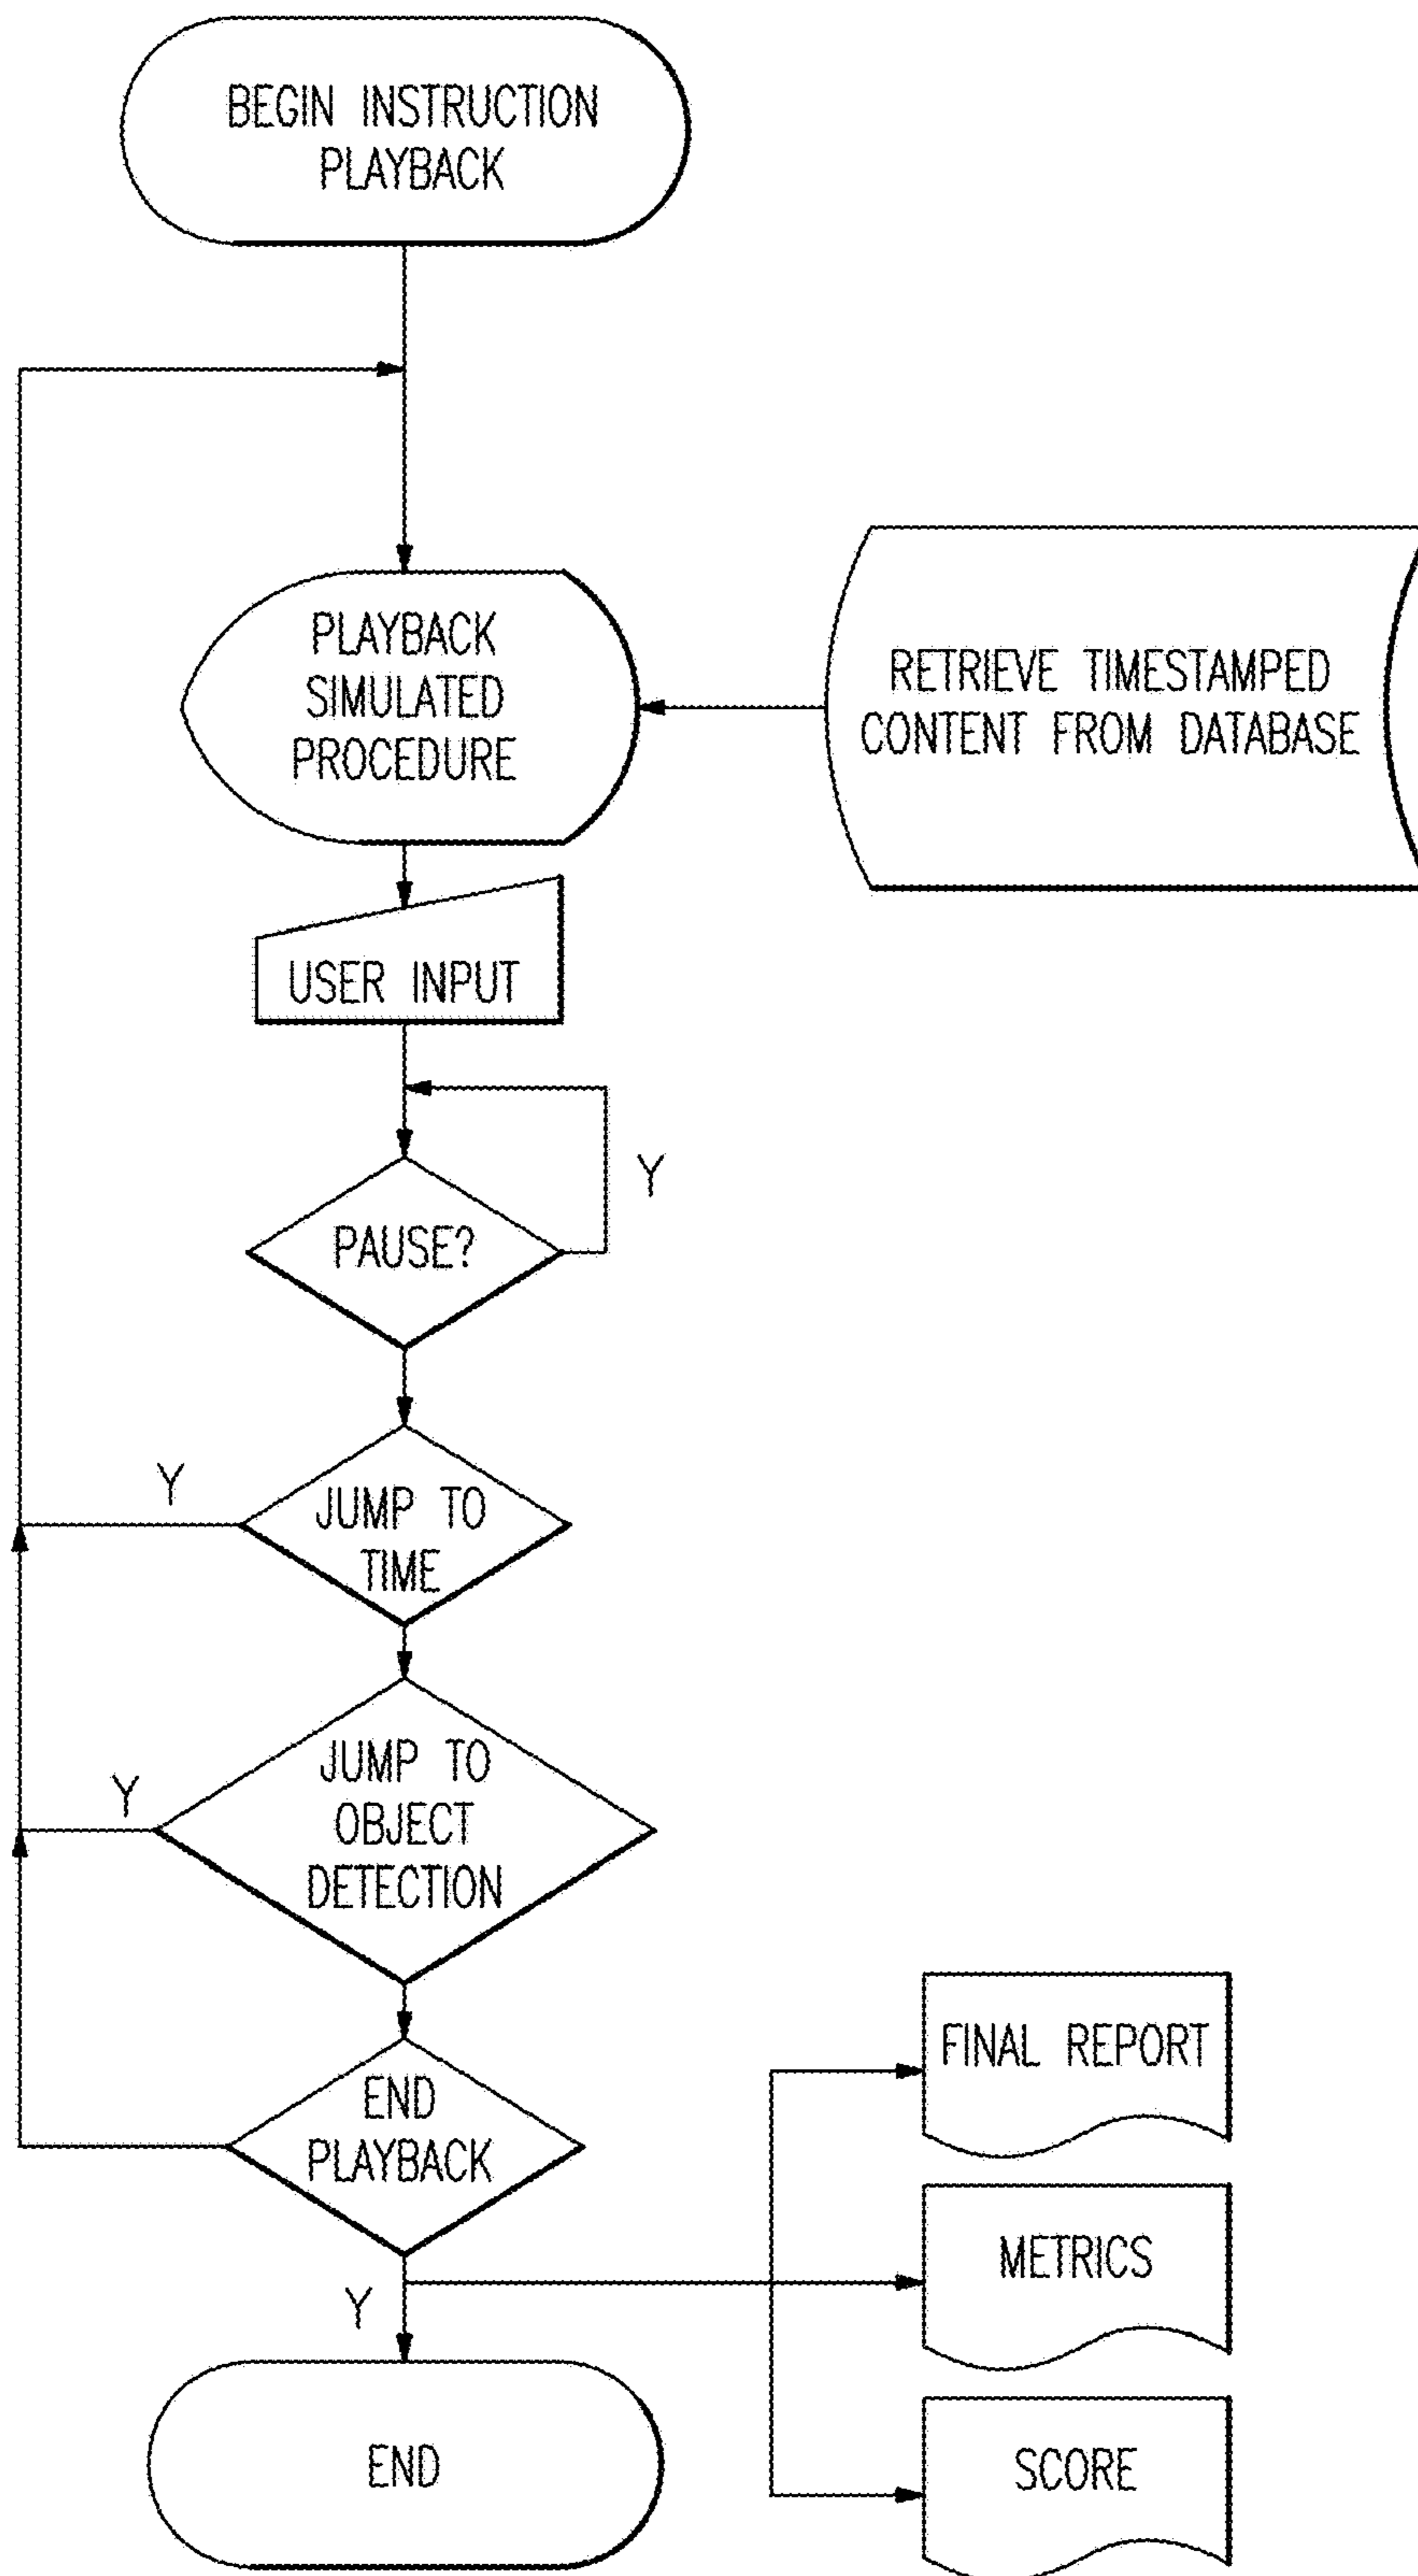 BEGIN INSTRUCTION
PLAYBACK
PLAYBACK
SIMULATED
PROCEDURE
RETRIEVE TIMESTAMPED
CONTENT FROM DATABASE
USER INPUT
Y
PAUSE?
Y
JUMP TO
TIME
Y
JUMP TO
OBJECT
DETECTION
END
PLAYBACK
FINAL REPORT
METRICS
Y
END
SCORE